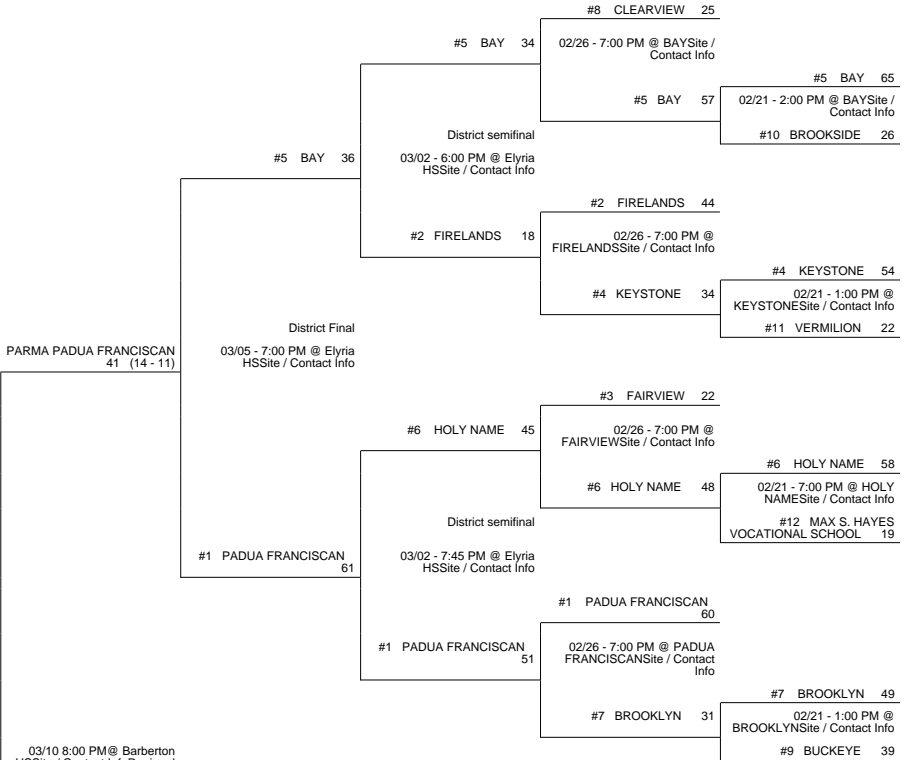 #8 CLEARVIEW 25
#5 BAY 34
02/26 - 7:00 PM @ BAYSite /
Contact Info
#5 BAY 65
#5 BAY 57
02/21 - 2:00 PM @ BAYSite /
Contact Info
#10 BROOKSIDE 26
District semifinal
#5 BAY 36
03/02 - 6:00 PM @ Elyria
HSSite / Contact Info
#2 FIRELANDS 44
#2 FIRELANDS 18
02/26 - 7:00 PM @
FIRELANDSSite / Contact Info
#4 KEYSTONE 54
#4 KEYSTONE 34
02/21 - 1:00 PM @
KEYSTONESite / Contact Info
#11 VERMILION 22
District Final
PARMA PADUA FRANCISCAN
41 (14 - 11)
03/05 - 7:00 PM @ Elyria
HSSite / Contact Info
#3 FAIRVIEW 22
#6 HOLY NAME 45
02/26 - 7:00 PM @
FAIRVIEWSite / Contact Info
#6 HOLY NAME 58
#6 HOLY NAME 48
02/21 - 7:00 PM @ HOLY
NAMESite / Contact Info
#12 MAX S. HAYES
VOCATIONAL SCHOOL 19
District semifinal
#1 PADUA FRANCISCAN
61
03/02 - 7:45 PM @ Elyria
HSSite / Contact Info
#1 PADUA FRANCISCAN
60
#1 PADUA FRANCISCAN
51
02/26 - 7:00 PM @ PADUA
FRANCISCANSite / Contact
Info
#7 BROOKLYN 49
#7 BROOKLYN 31
02/21 - 1:00 PM @
BROOKLYNSite / Contact Info
#9 BUCKEYE 39
03/10 8:00 PM@ Barberton